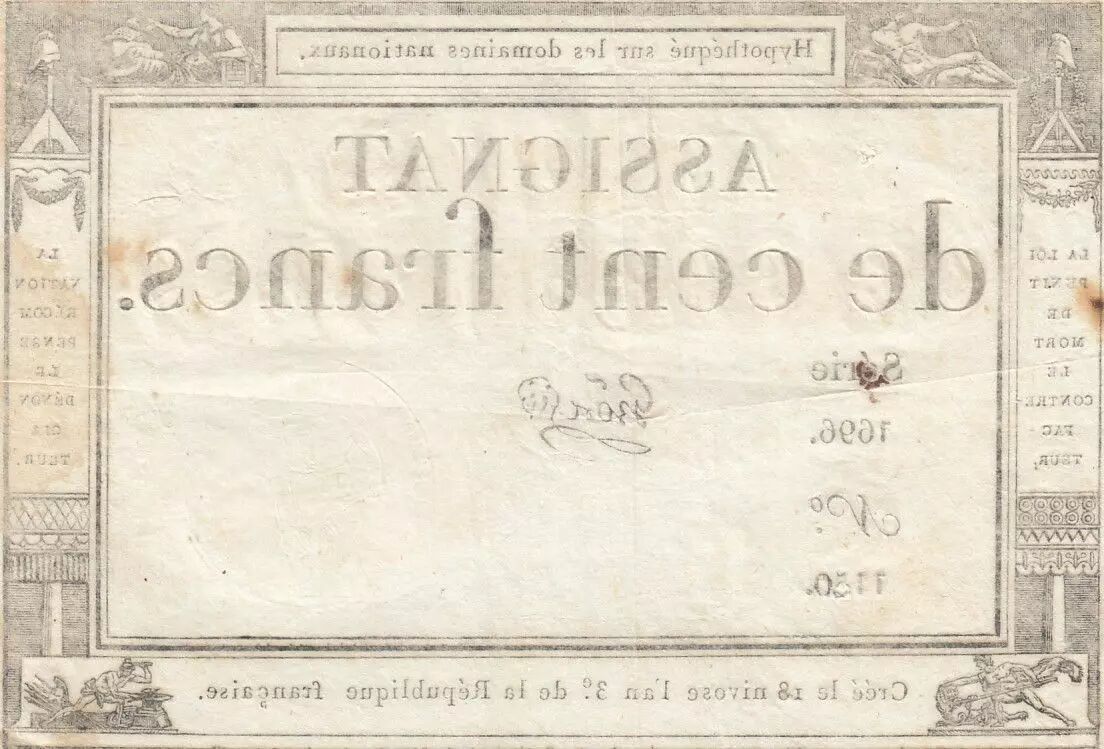 Hypothéqué sur les domaines nationaux.
ASSIGNAT
de cent francs.
Série
1696.
Nº.
1150.
LA LOI
PUNIT
DE
MORT
LE
CONTRE-
FAC-
TEUR,
LA
NATION
RÉCOM
PENSE
LE
DÉNON
CIA
TEUR.
Créé le 18 nivose l'an 3.e de la République française.